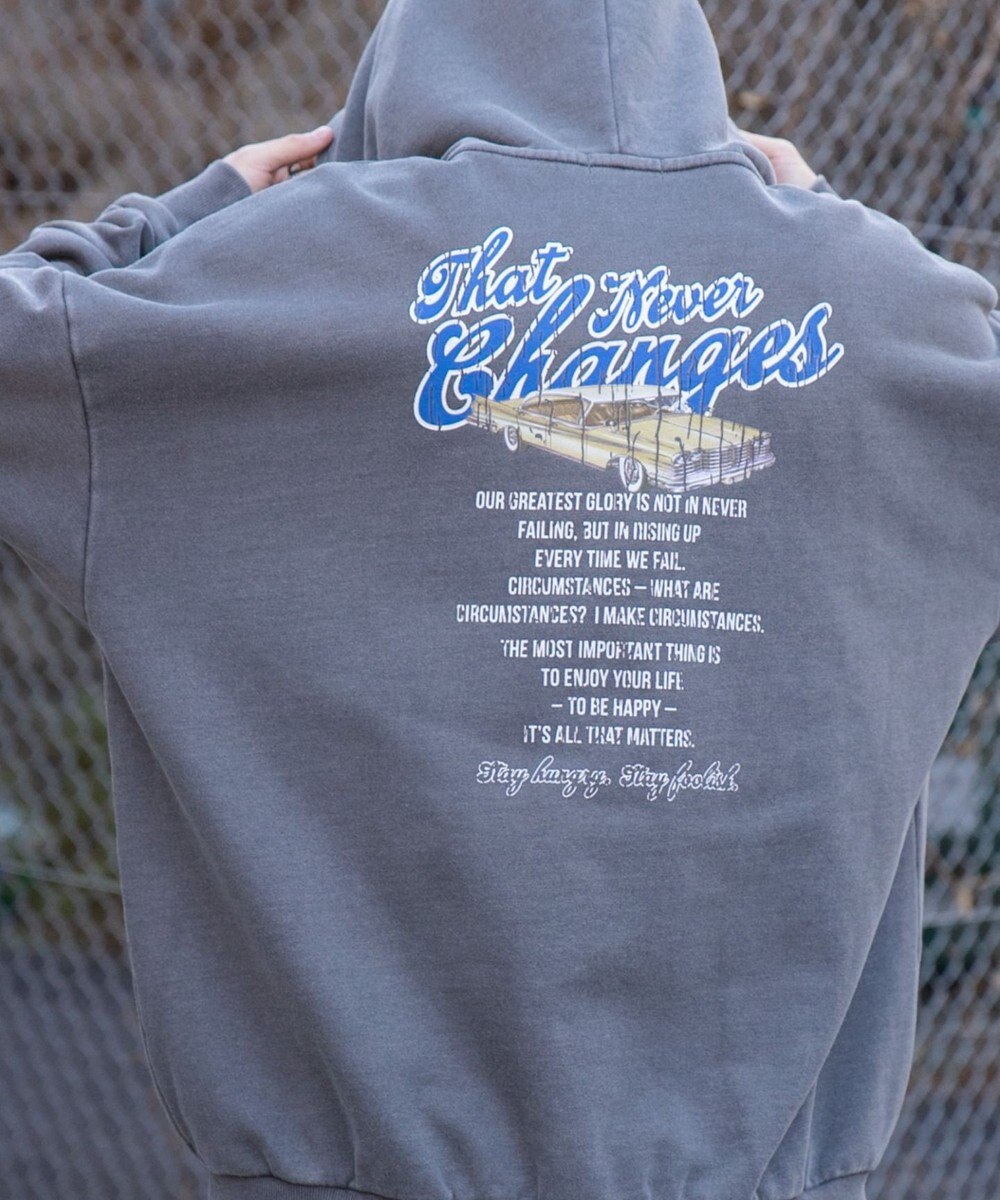 That Never
Changes
OUR GREATEST GLORY IS NOT IN NEVER
FAILING, BUT IN RISING UP
EVERY TIME WE FAIL.
CIRCUMSTANCES – WHAT ARE
CIRCUMSTANCES? I MAKE CIRCUMSTANCES.
THE MOST IMPORTANT THING IS
TO ENJOY YOUR LIFE
– TO BE HAPPY –
IT'S ALL THAT MATTERS.
Stay hungry. Stay foolish.